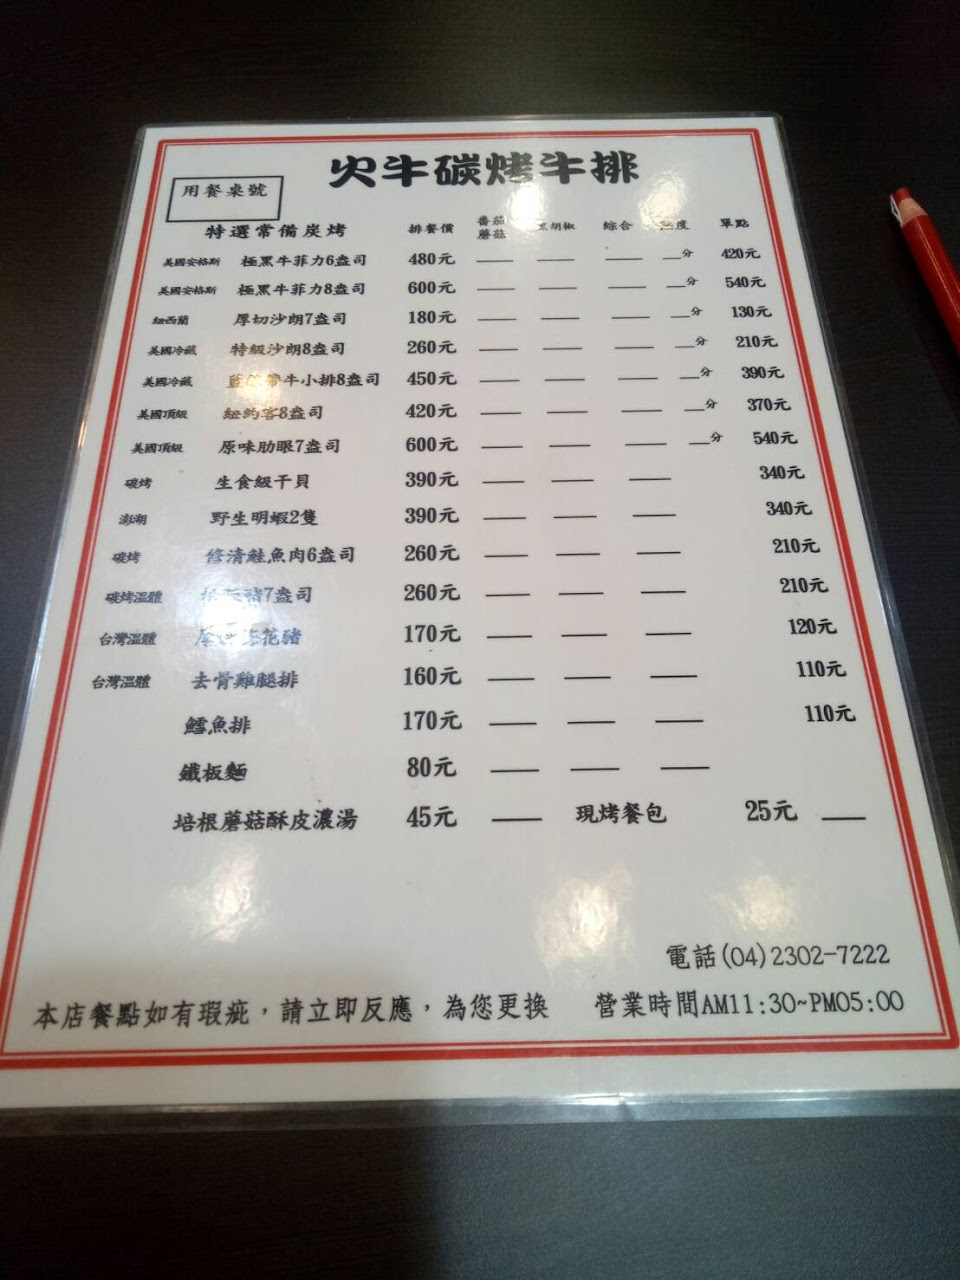 火牛碳烤牛排
用餐桌號
特選常備炭烤 排餐價 番茄蘑菇 黑胡椒 綜合 度 單點
美國安格斯 極黑牛菲力6盎司 480元 分 420元
美國安格斯 極黑牛菲力8盎司 600元 分 540元
紐西蘭 厚切沙朗7盎司 180元 分 130元
美國冷藏 特級沙朗8盎司 260元 分 210元
美國冷藏 帶牛小排8盎司 450元 分 390元
美國頂級 紐約客8盎司 420元 分 370元
美國頂級 原味肋眼7盎司 600元 分 540元
碳烤 生食級干貝 390元 340元
澎湖 野生明蝦2隻 390元 340元
碳烤 修清鮭魚肉6盎司 260元 210元
碳烤溫體 豬7盎司 260元 210元
台灣溫體 花豬 170元 120元
台灣溫體 去骨雞腿排 160元 110元
鱈魚排 170元 110元
鐵板麵 80元
培根蘑菇酥皮濃湯 45元 現烤餐包 25元
電話(04)2302-7222
本店餐點如有瑕疵，請立即反應，為您更換 營業時間AM11:30~PM05:00